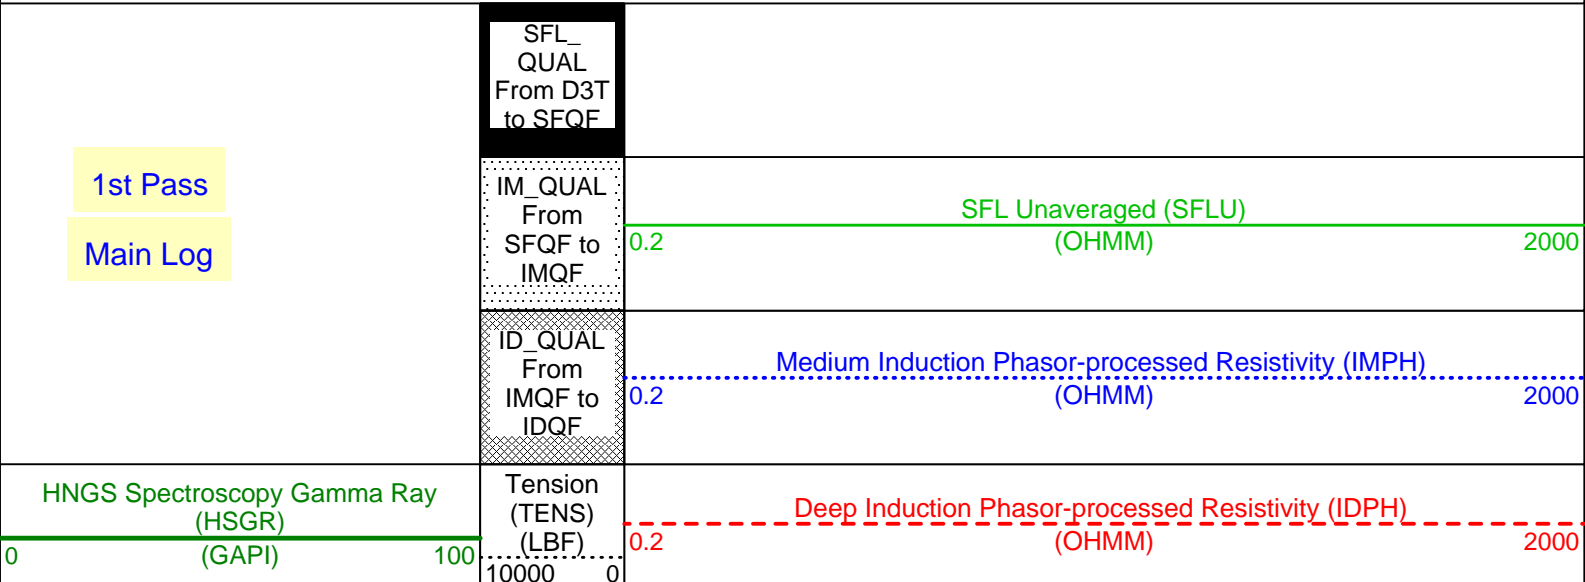 SFL_
QUAL
From D3T
to SFQF
1st Pass
Main Log
IM_QUAL
From
SFQF to
IMQF
SFL Unaveraged (SFLU)
0.2 (OHMM) 2000
ID_QUAL
From
IMQF to
IDQF
Medium Induction Phasor-processed Resistivity (IMPH)
0.2 (OHMM) 2000
HNGS Spectroscopy Gamma Ray
(HSGR)
0 (GAPI) 100
Tension
(TENS)
(LBF)
10000 0
Deep Induction Phasor-processed Resistivity (IDPH)
0.2 (OHMM) 2000